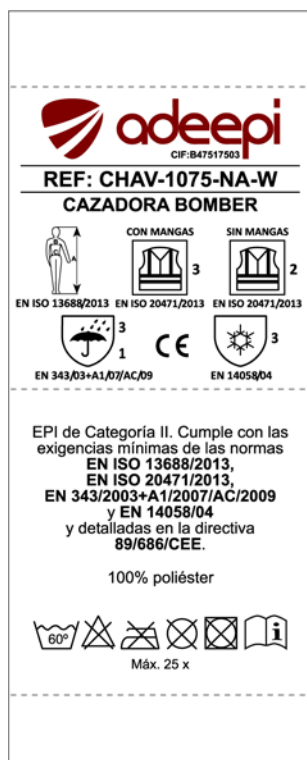 adeepi
CIF:B47517503
REF: CHAV-1075-NA-W
CAZADORA BOMBER
CON MANGAS SIN MANGAS
A 3 2
EN ISO 13688/2013 EN ISO 20471/2013 EN ISO 20471/2013
3
1 CE 3
EN 343/03+A1/07/AC/09 EN 14058/04
EPI de Categoría II. Cumple con las
exigencias mínimas de las normas
EN ISO 13688/2013,
EN ISO 20471/2013,
EN 343/2003+A1/2007/AC/2009
y EN 14058/04
y detalladas en la directiva
89/686/CEE.
100% poliéster
60º i
Máx. 25 x